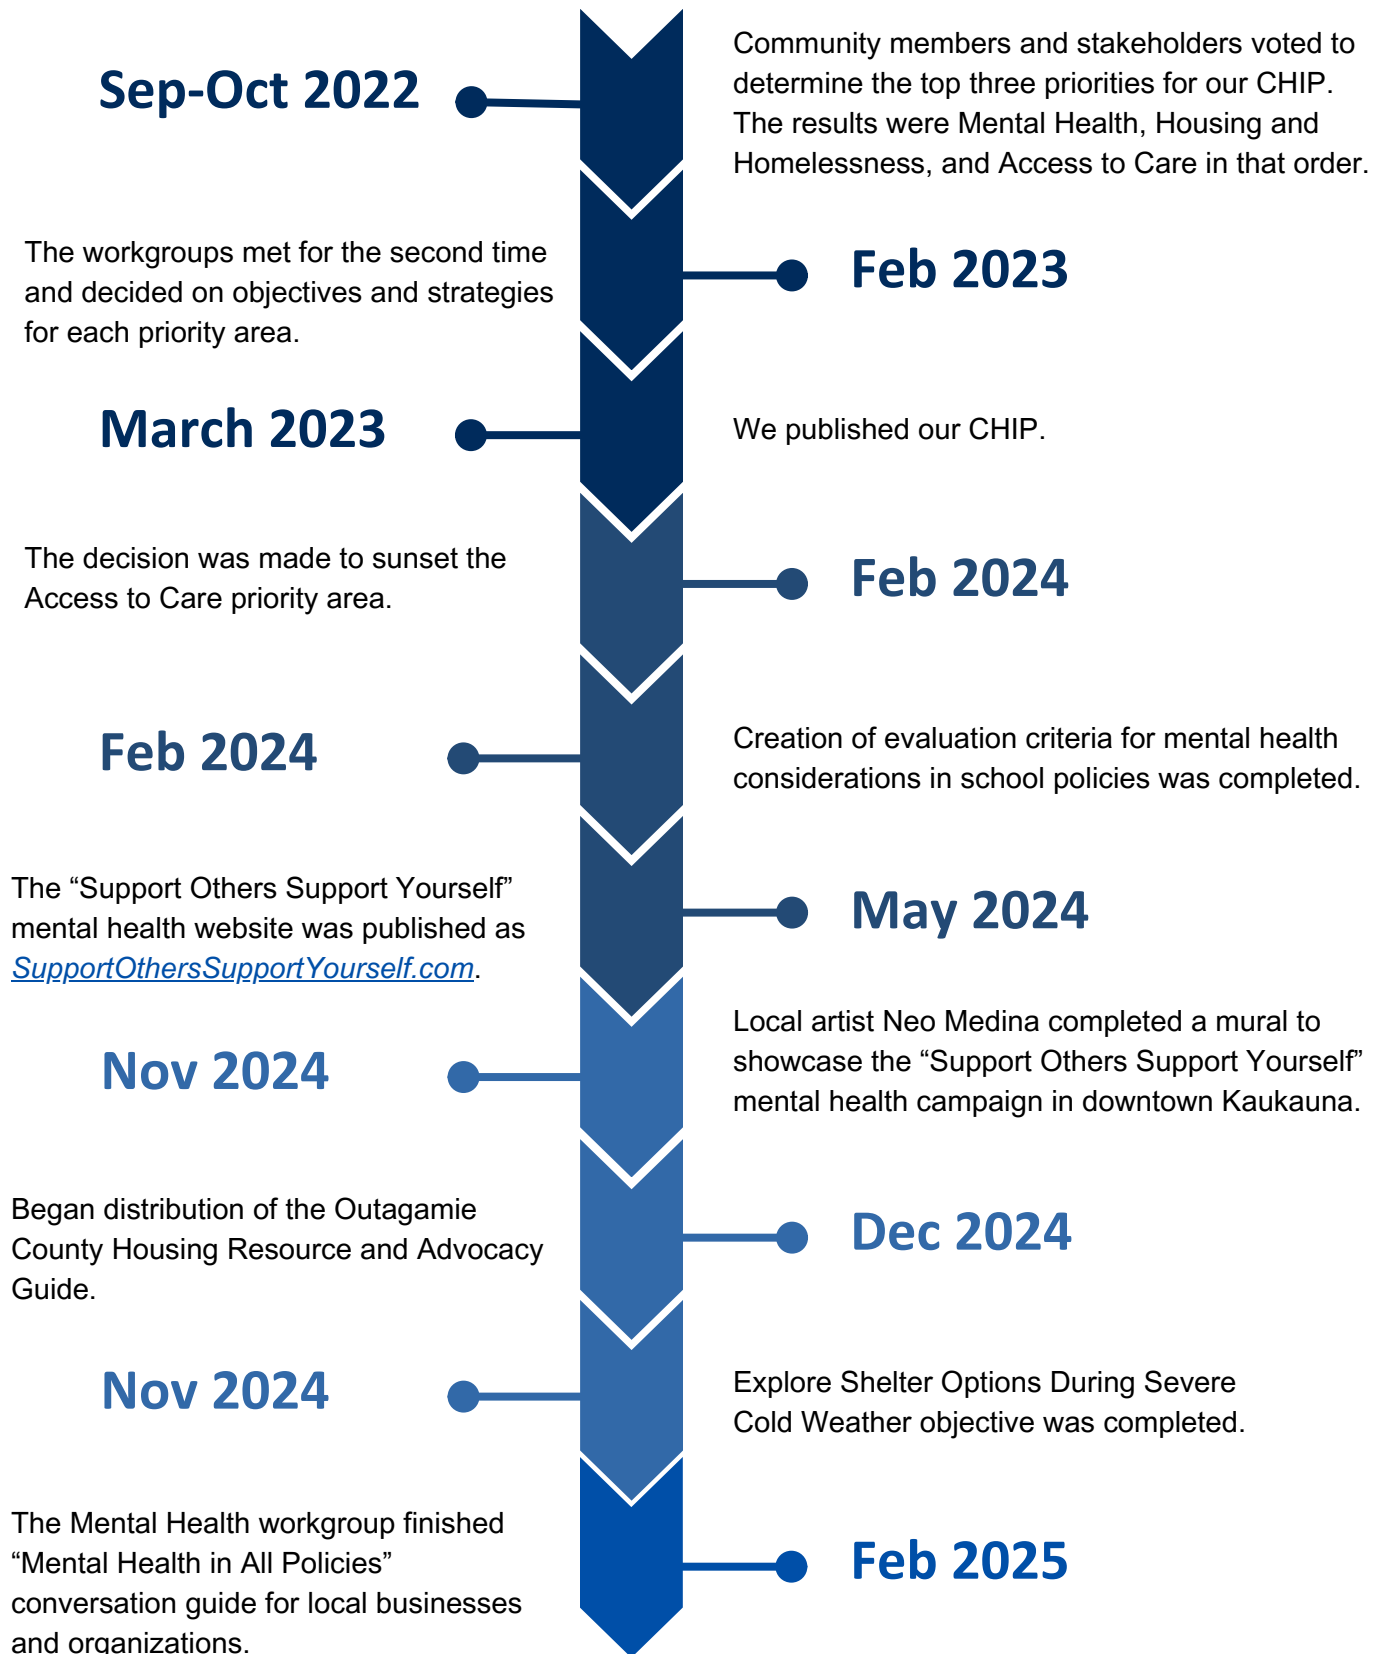 Sep-Oct 2022
Community members and stakeholders voted to
determine the top three priorities for our CHIP.
The results were Mental Health, Housing and
Homelessness, and Access to Care in that order.
The workgroups met for the second time
and decided on objectives and strategies
for each priority area.
Feb 2023
March 2023
We published our CHIP.
The decision was made to sunset the
Access to Care priority area.
Feb 2024
Feb 2024
Creation of evaluation criteria for mental health
considerations in school policies was completed.
The “Support Others Support Yourself”
mental health website was published as
SupportOthersSupportYourself.com.
May 2024
Nov 2024
Local artist Neo Medina completed a mural to
showcase the “Support Others Support Yourself”
mental health campaign in downtown Kaukauna.
Began distribution of the Outagamie
County Housing Resource and Advocacy
Guide.
Dec 2024
Nov 2024
Explore Shelter Options During Severe
Cold Weather objective was completed.
The Mental Health workgroup finished
“Mental Health in All Policies”
conversation guide for local businesses
and organizations.
Feb 2025